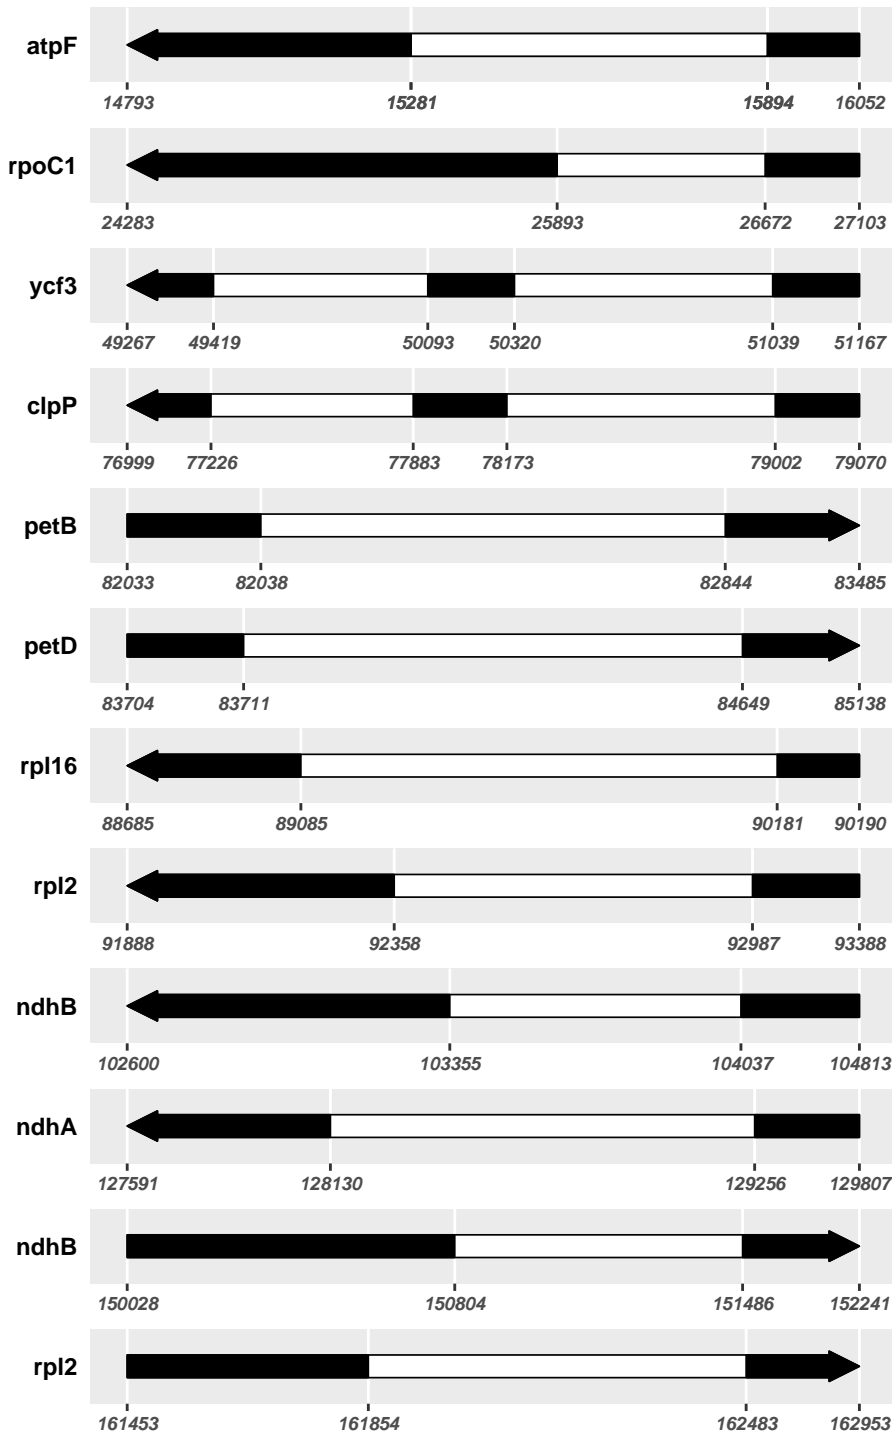 atpF
14793 15281 15894 16052
rpoC1
24283 25893 26672 27103
ycf3
49267 49419 50093 50320 51039 51167
clpP
76999 77226 77883 78173 79002 79070
petB
82033 82038 82844 83485
petD
83704 83711 84649 85138
rpl16
88685 89085 90181 90190
rpl2
91888 92358 92987 93388
ndhB
102600 103355 104037 104813
ndhA
127591 128130 129256 129807
ndhB
150028 150804 151486 152241
rpl2
161453 161854 162483 162953